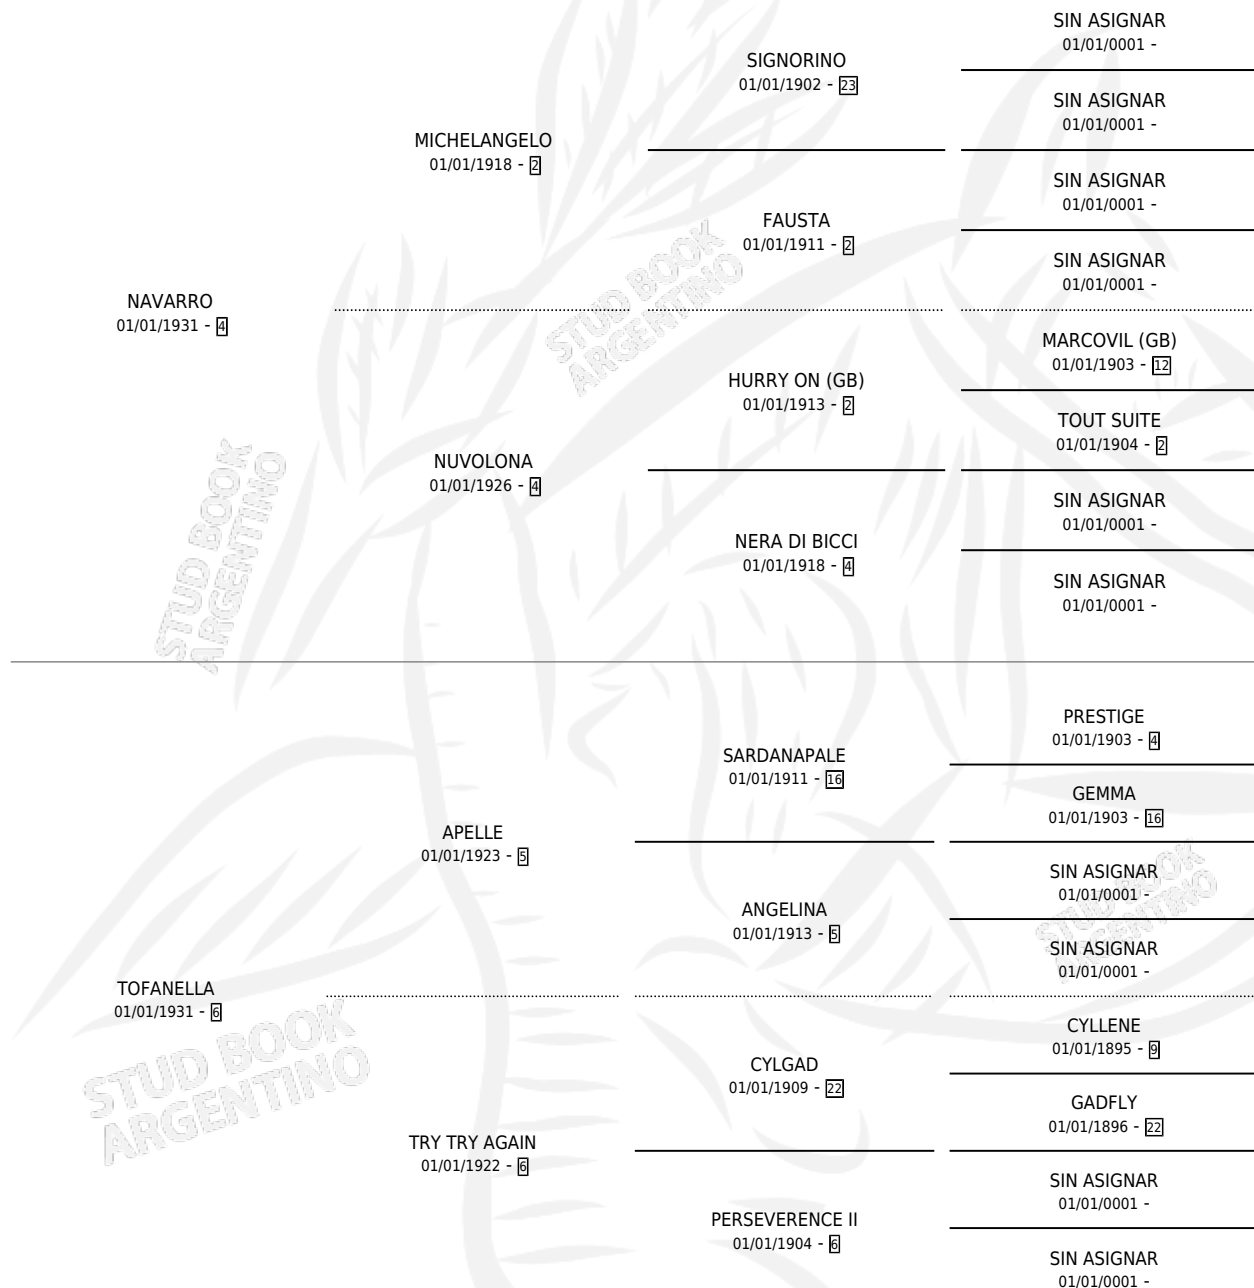 SIN ASIGNAR
01/01/0001 -
SIGNORINO
01/01/1902 - 23
SIN ASIGNAR
01/01/0001 -
MICHELANGELO
01/01/1918 - 2
SIN ASIGNAR
01/01/0001 -
FAUSTA
01/01/1911 - 2
SIN ASIGNAR
01/01/0001 -
NAVARRO
01/01/1931 - 4
MARCOVIL (GB)
01/01/1903 - 12
HURRY ON (GB)
01/01/1913 - 2
TOUT SUITE
01/01/1904 - 2
NUVOLONA
01/01/1926 - 4
SIN ASIGNAR
01/01/0001 -
NERA DI BICCI
01/01/1918 - 4
SIN ASIGNAR
01/01/0001 -
PRESTIGE
01/01/1903 - 4
SARDANAPALE
01/01/1911 - 16
GEMMA
01/01/1903 - 16
APELLE
01/01/1923 - 5
SIN ASIGNAR
01/01/0001 -
ANGELINA
01/01/1913 - 5
SIN ASIGNAR
01/01/0001 -
TOFANELLA
01/01/1931 - 6
CYLLENE
01/01/1895 - 9
CYLGAD
01/01/1909 - 22
GADFLY
01/01/1896 - 22
TRY TRY AGAIN
01/01/1922 - 6
SIN ASIGNAR
01/01/0001 -
PERSEVERENCE II
01/01/1904 - 6
SIN ASIGNAR
01/01/0001 -
STUD BOOK
ARGENTINO
STUD BOOK
ARGENTINO
STUD BOOK
ARGENTINO
STUD BOOK
ARGENTINO